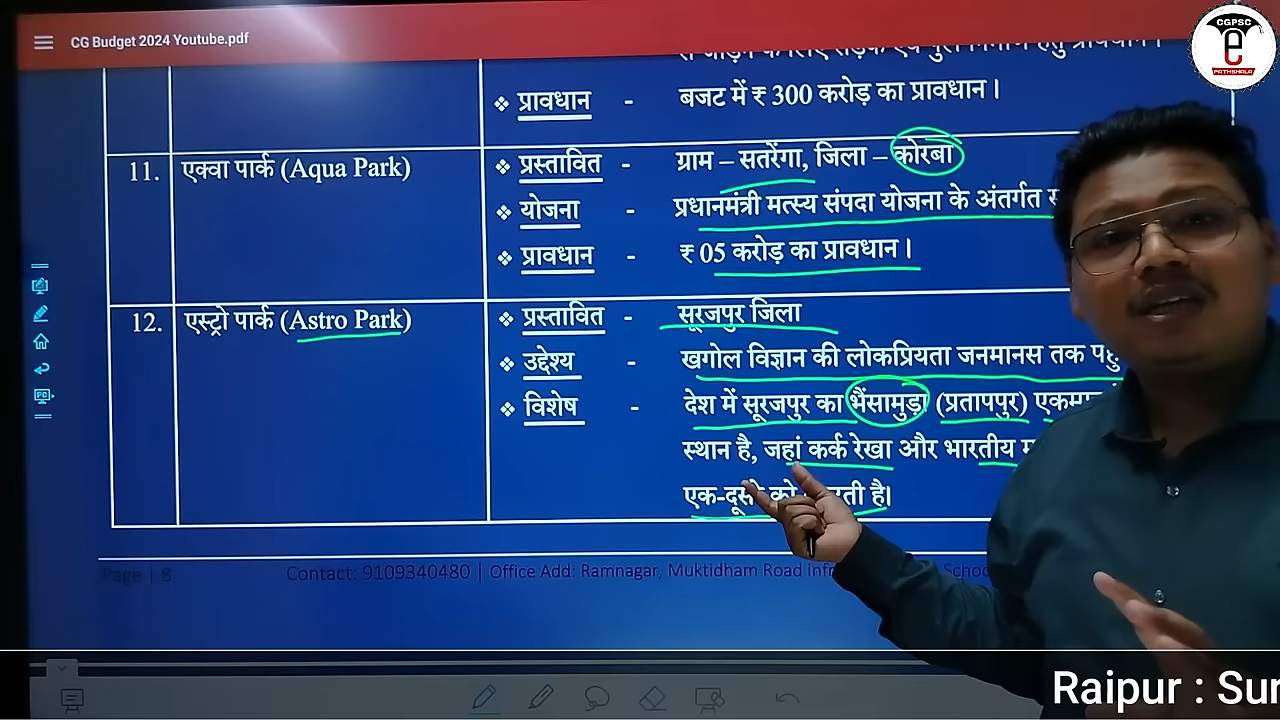 CG Budget 2024 Youtube.pdf
CGPSC
e
PATHSHALA
❖ प्रावधान - बजट में ₹ 300 करोड़ का प्रावधान।
11. एक्वा पार्क (Aqua Park) ❖ प्रस्तावित - ग्राम – सतरेंगा, जिला – कोरबा
❖ योजना - प्रधानमंत्री मत्स्य संपदा योजना के अंतर्गत
❖ प्रावधान - ₹ 05 करोड़ का प्रावधान।
12. एस्ट्रो पार्क (Astro Park) ❖ प्रस्तावित - सूरजपुर जिला
❖ उद्देश्य - खगोल विज्ञान की लोकप्रियता जनमानस तक
❖ विशेष - देश में सूरजपुर का भैंसामुड़ा (प्रतापपुर)
स्थान है, जहां कर्क रेखा और भारतीय
एक-दूसरे को है।
Page | 8
Contact: 9109340480 | Office Add: Ramnagar, Muktidham Road
Raipur : Sur